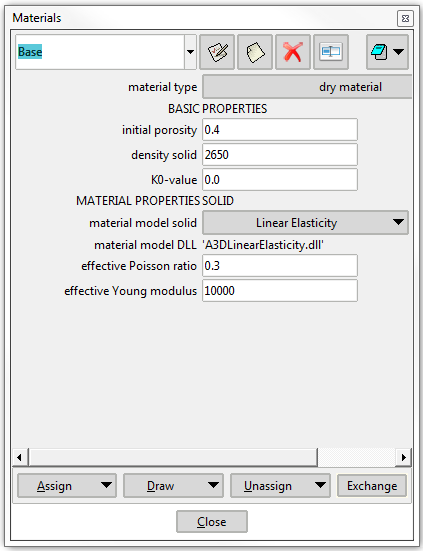 Materials
Base
material type dry material
BASIC PROPERTIES
initial porosity 0.4
density solid 2650
K0-value 0.0
MATERIAL PROPERTIES SOLID
material model solid Linear Elasticity
material model DLL 'A3DLinearElasticity.dll'
effective Poisson ratio 0.3
effective Young modulus 10000
Assign Draw Unassign Exchange
Close